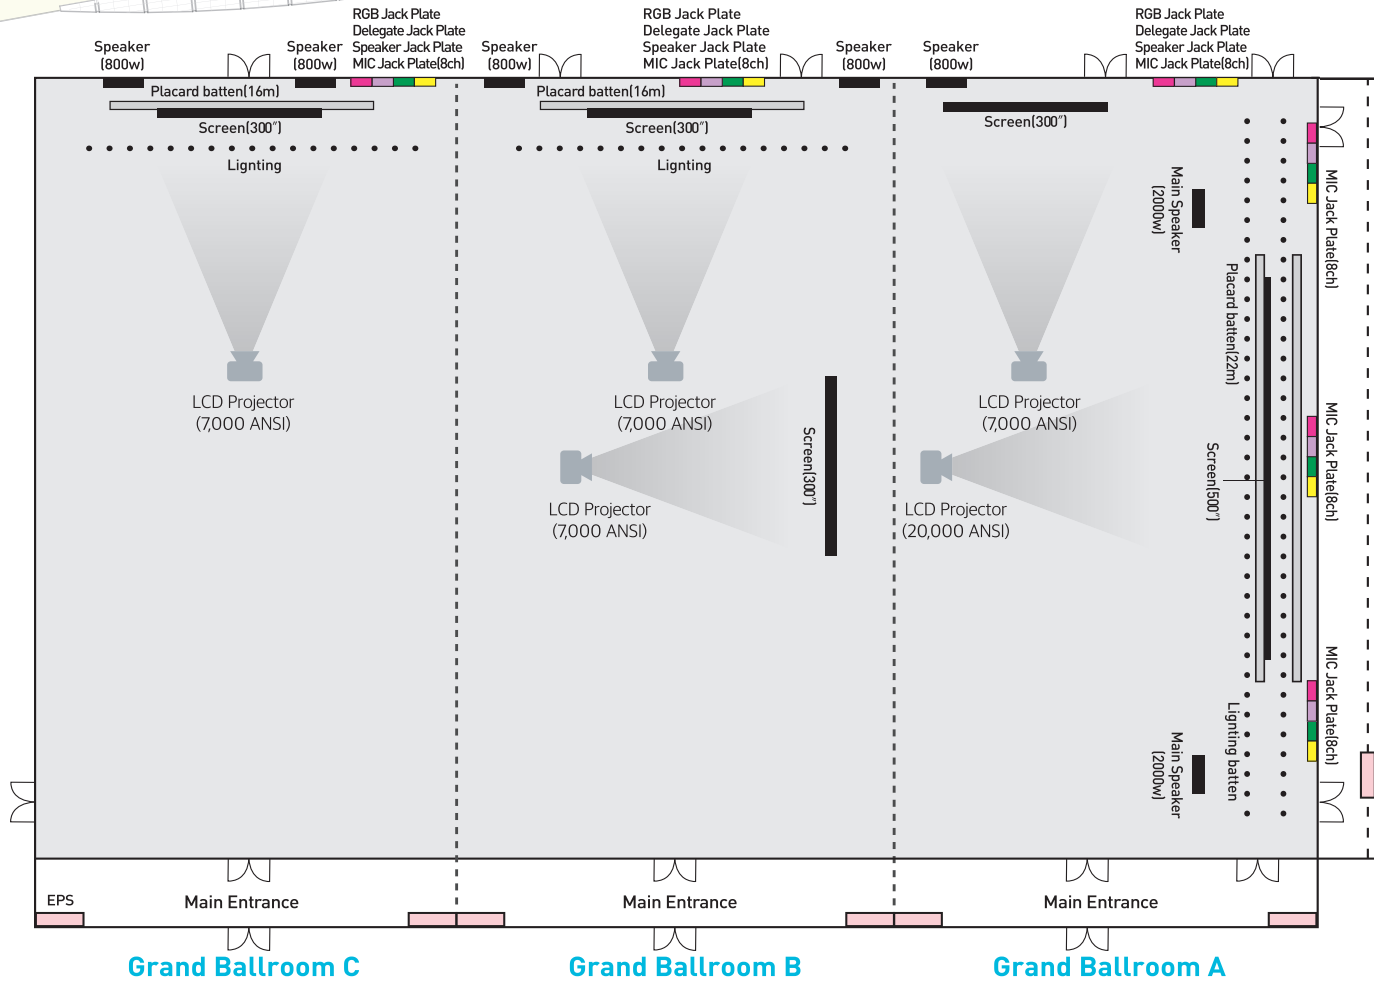 RGB Jack Plate
Delegate Jack Plate
Speaker Jack Plate
MIC Jack Plate(8ch)
RGB Jack Plate
Delegate Jack Plate
Speaker Jack Plate
MIC Jack Plate(8ch)
RGB Jack Plate
Delegate Jack Plate
Speaker Jack Plate
MIC Jack Plate(8ch)
Speaker
(800w)
Speaker
(800w)
Speaker
(800w)
Speaker
(800w)
Speaker
(800w)
Placard batten(16m)
Screen(300″)
Lignting
Placard batten(16m)
Screen(300″)
Lignting
Screen(300″)
Main Speaker
(2000w)
MIC Jack Plate(8ch)
Placard batten(22m)
LCD Projector
(7,000 ANSI)
LCD Projector
(7,000 ANSI)
LCD Projector
(7,000 ANSI)
Screen(300″)
Screen(500″)
MIC Jack Plate(8ch)
LCD Projector
(7,000 ANSI)
LCD Projector
(20,000 ANSI)
MIC Jack Plate(8ch)
Lignting batten
Main Speaker
(2000w)
EPS
Main Entrance
Main Entrance
Main Entrance
Grand Ballroom C
Grand Ballroom B
Grand Ballroom A